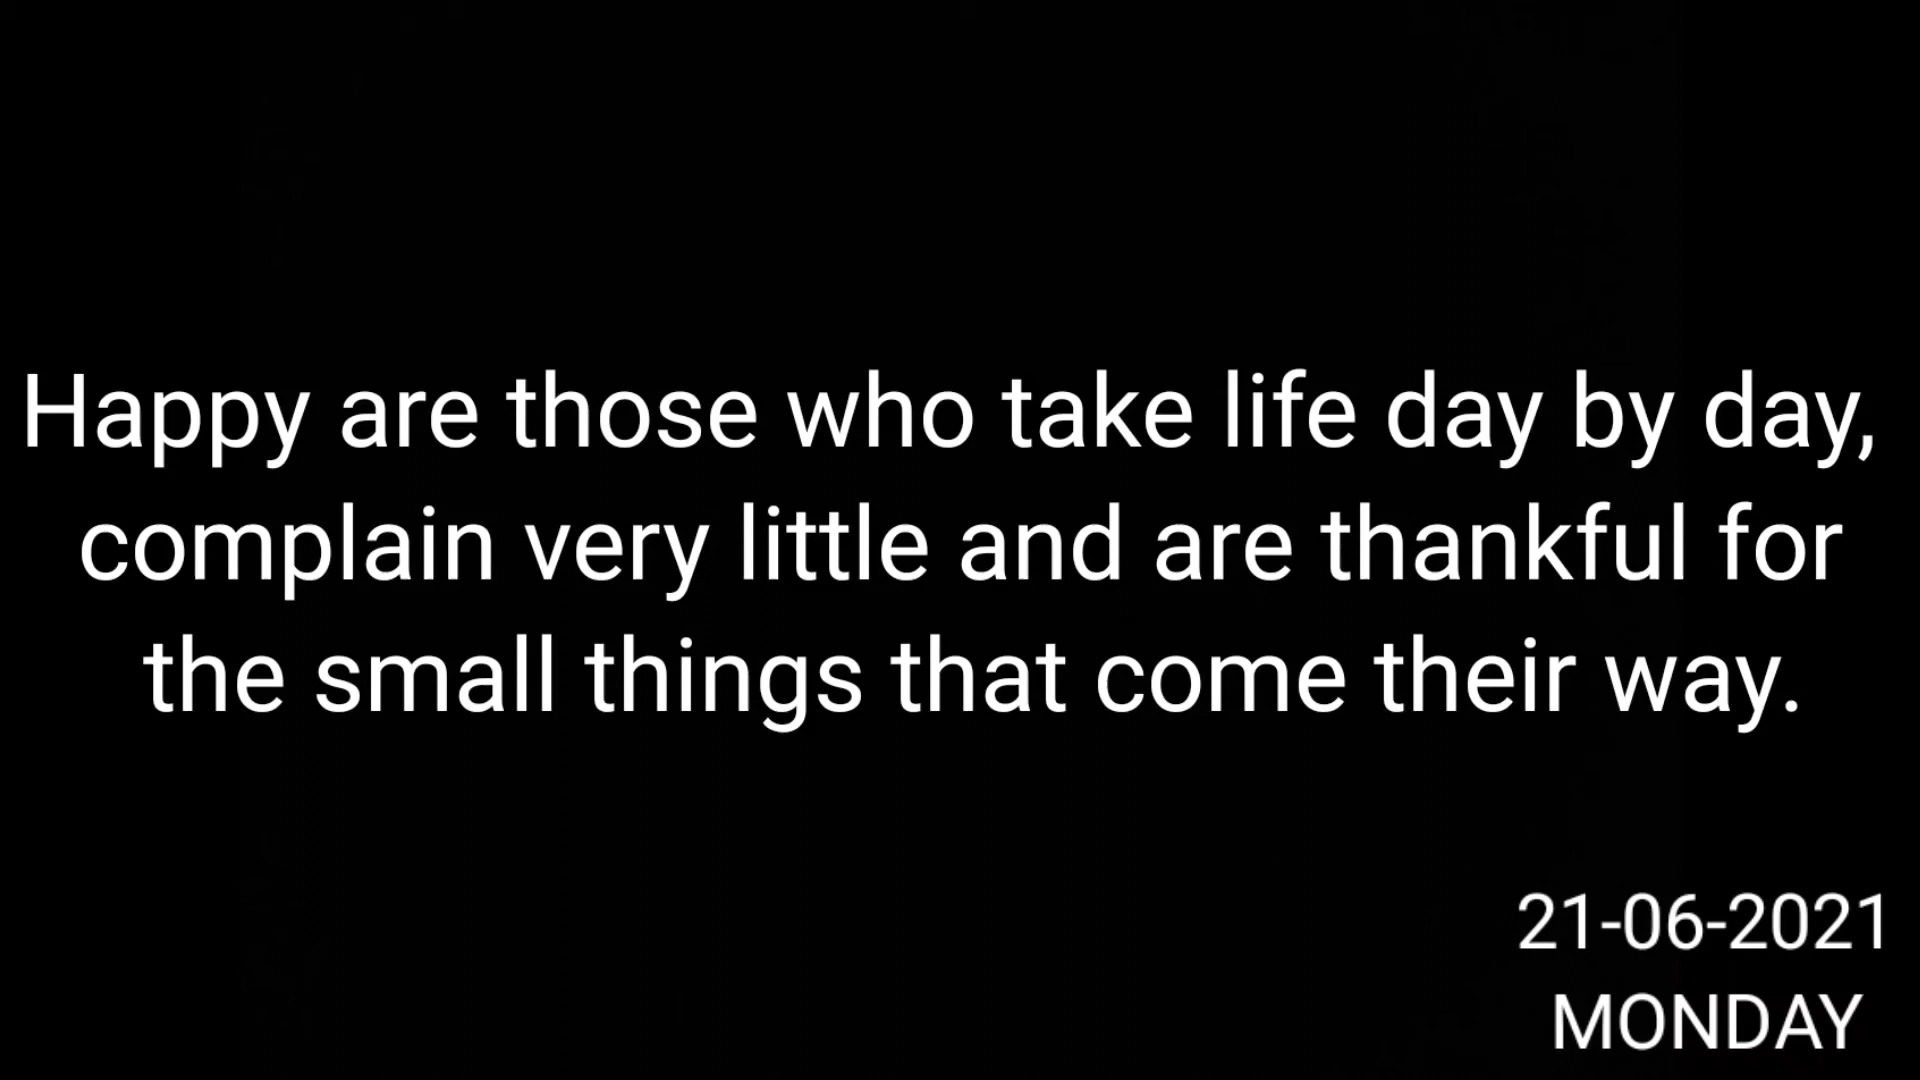 Happy are those who take life day by day,
complain very little and are thankful for
the small things that come their way.
21-06-2021
MONDAY